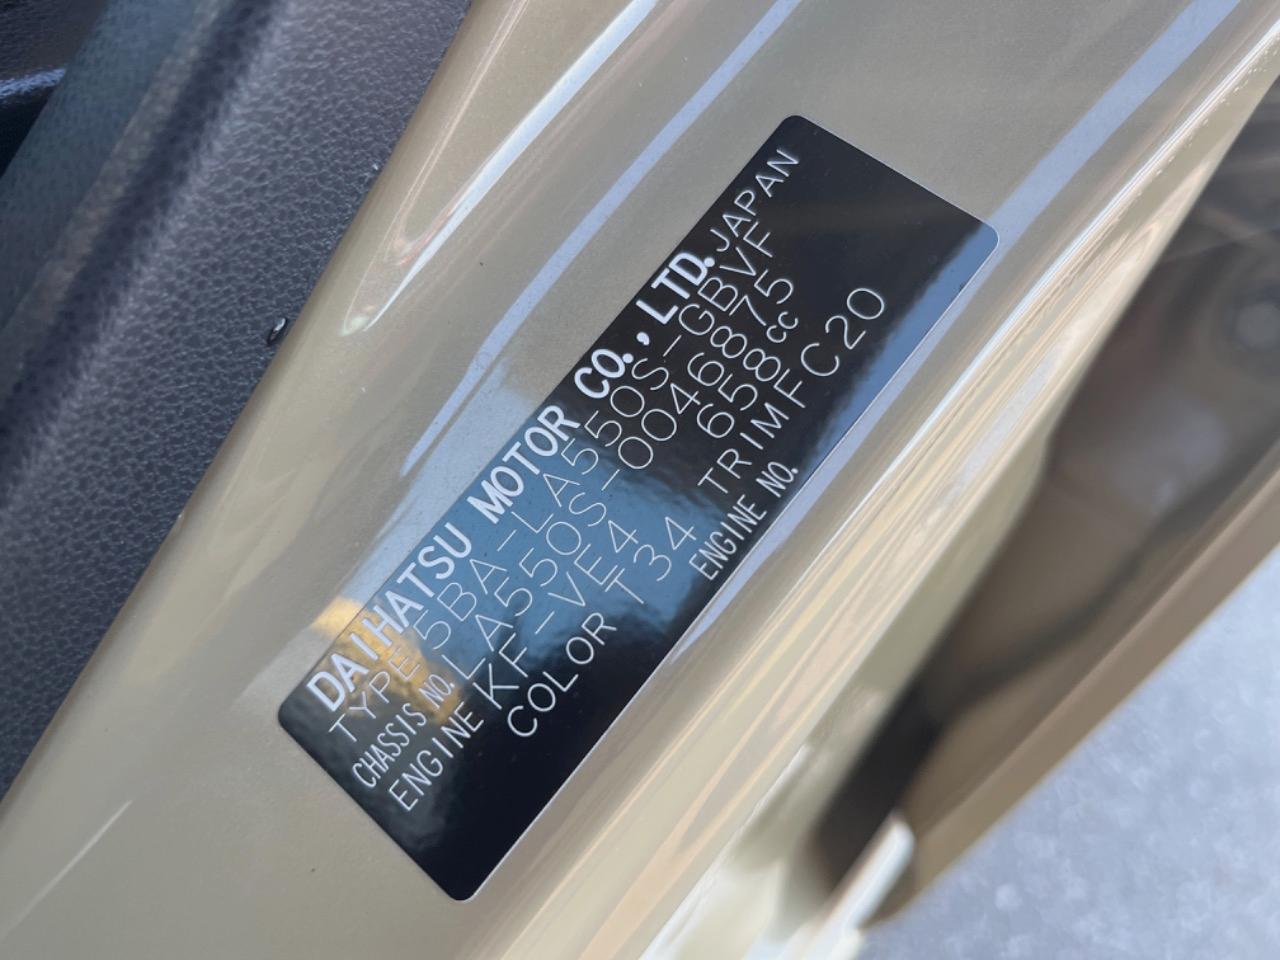 DAIHATSU MOTOR CO.,LTD. JAPAN
TYPE 5BA-LA550S-GBVF
CHASSIS NO. LA550S-0046875
ENGINE KF-VE4 658cc
COLOR T34 TRIM FC20
ENGINE NO.